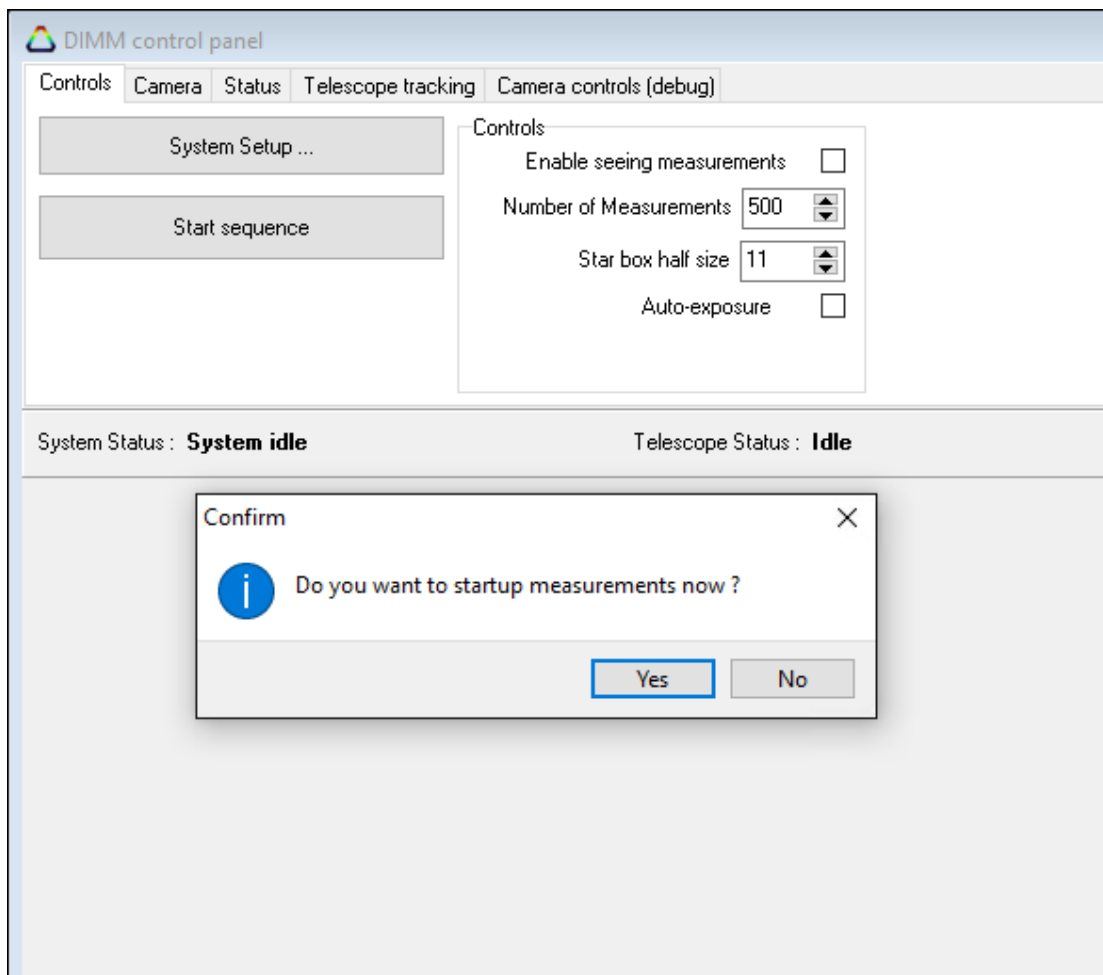 DIMM control panel
Controls Camera Status Telescope tracking Camera controls (debug)
System Setup ...
Start sequence
Controls
Enable seeing measurements
Number of Measurements 500
Star box half size 11
Auto-exposure
System Status : System idle Telescope Status : Idle
Confirm
i
Do you want to startup measurements now ?
Yes No